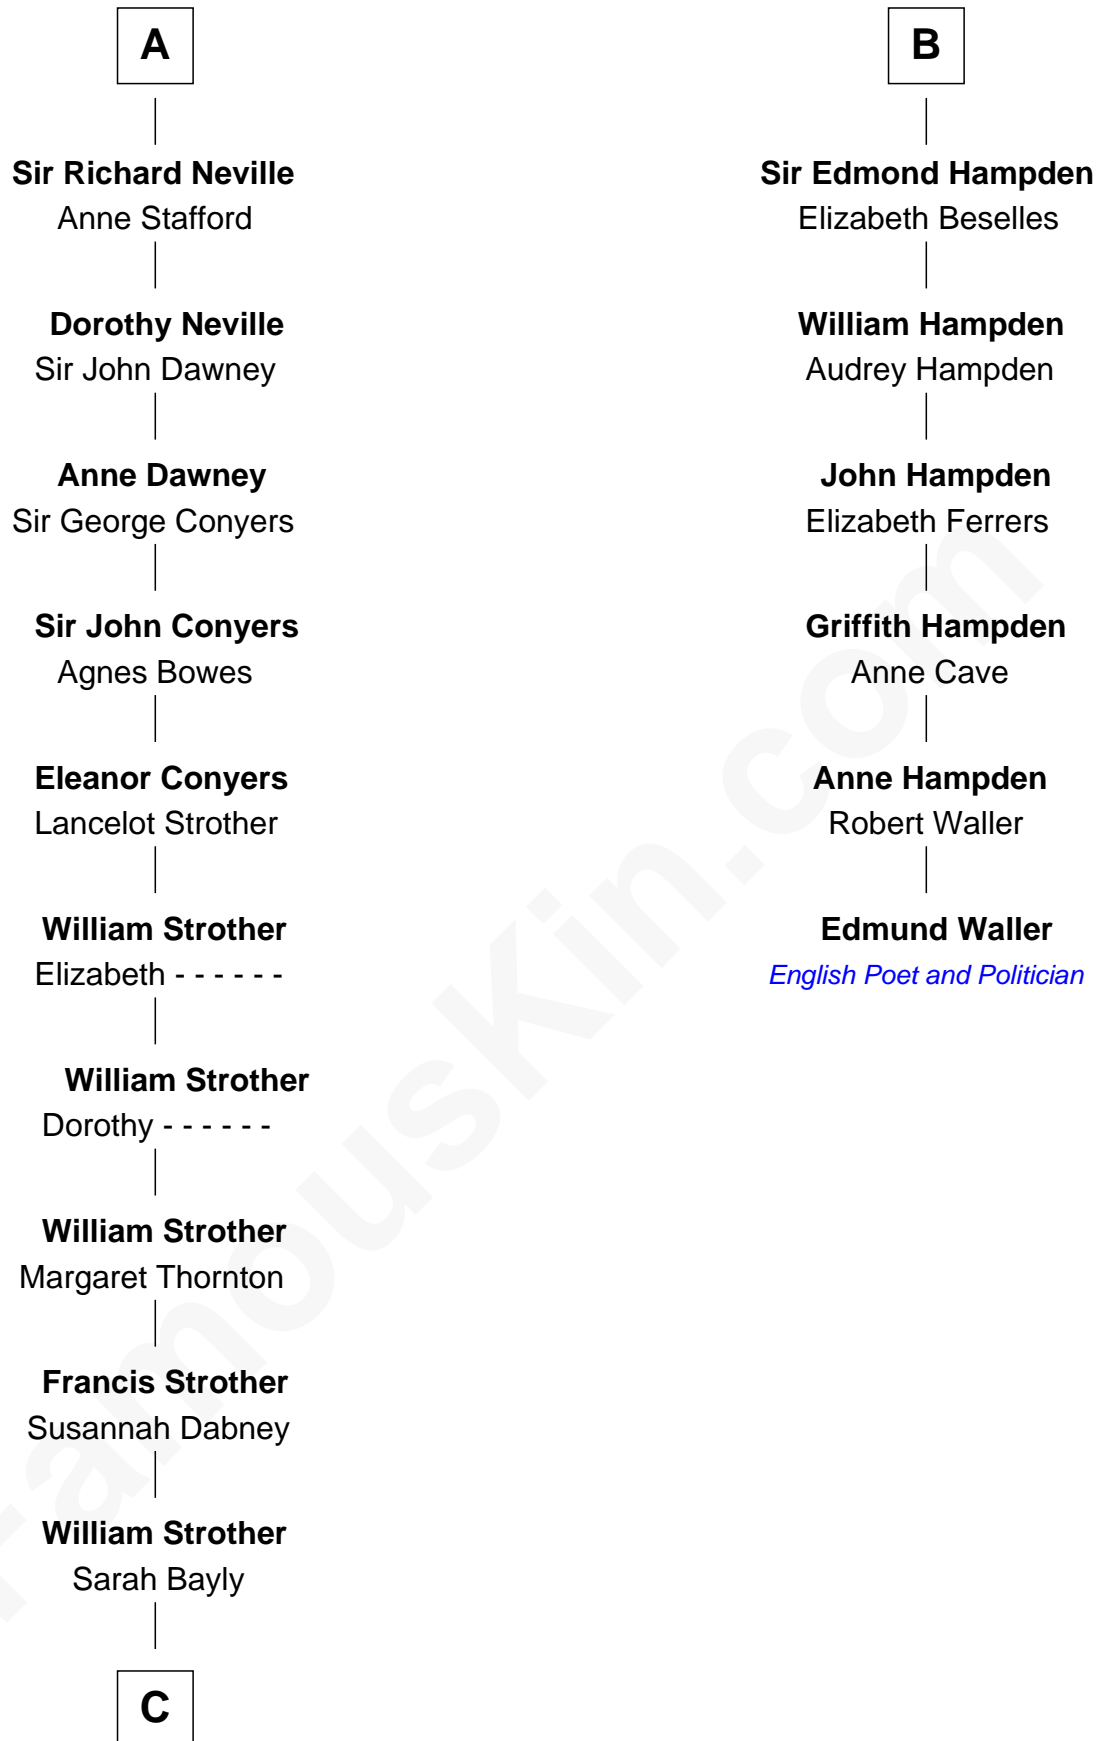 A
Sir Richard Neville
Anne Stafford
Dorothy Neville
Sir John Dawney
Anne Dawney
Sir George Conyers
Sir John Conyers
Agnes Bowes
Eleanor Conyers
Lancelot Strother
William Strother
Elizabeth - - - - - -
William Strother
Dorothy - - - - - -
William Strother
Margaret Thornton
Francis Strother
Susannah Dabney
William Strother
Sarah Bayly
C
B
Sir Edmond Hampden
Elizabeth Beselles
William Hampden
Audrey Hampden
John Hampden
Elizabeth Ferrers
Griffith Hampden
Anne Cave
Anne Hampden
Robert Waller
Edmund Waller
English Poet and Politician
FamousKin.com